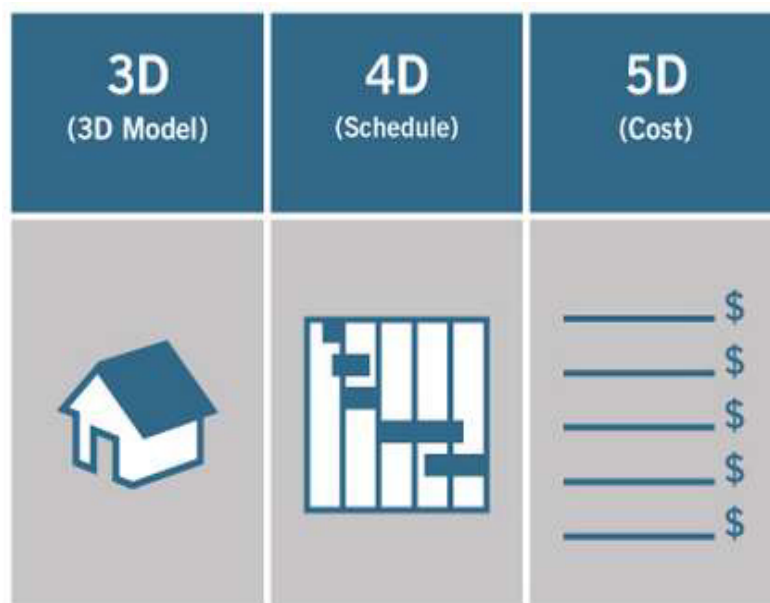 3D
(3D Model)
4D
(Schedule)
5D
(Cost)
$
$
$
$
$